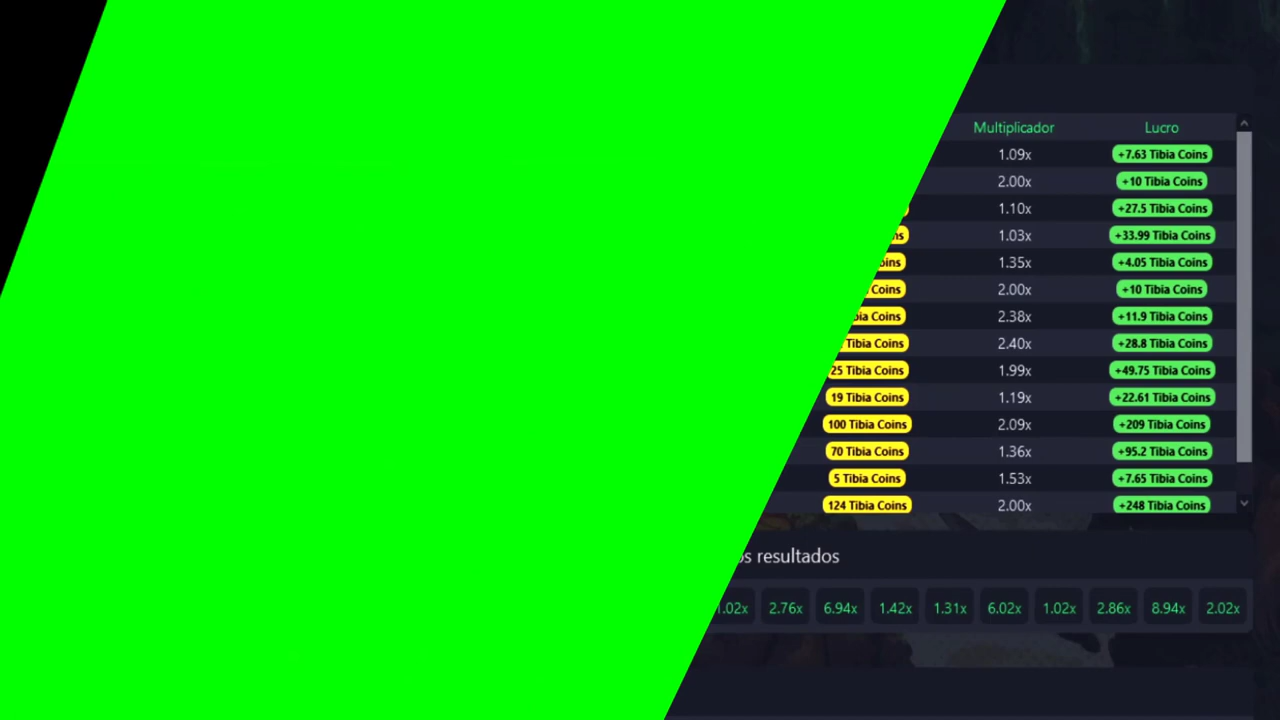 Multiplicador Lucro
1.09x +7.63 Tibia Coins
2.00x +10 Tibia Coins
1.10x +27.5 Tibia Coins
1.03x +33.99 Tibia Coins
1.35x +4.05 Tibia Coins
Coins 2.00x +10 Tibia Coins
Coins 2.38x +11.9 Tibia Coins
Tibia Coins 2.40x +28.8 Tibia Coins
25 Tibia Coins 1.99x +49.75 Tibia Coins
19 Tibia Coins 1.19x +22.61 Tibia Coins
100 Tibia Coins 2.09x +209 Tibia Coins
70 Tibia Coins 1.36x +95.2 Tibia Coins
5 Tibia Coins 1.53x +7.65 Tibia Coins
124 Tibia Coins 2.00x +248 Tibia Coins
resultados
1.02x 2.76x 6.94x 1.42x 1.31x 6.02x 1.02x 2.86x 8.94x 2.02x